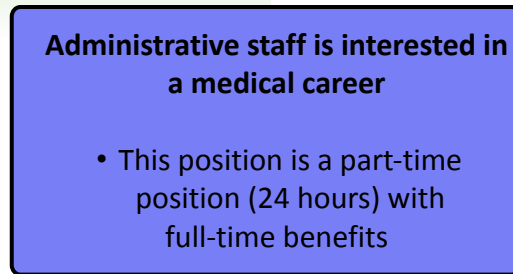 Administrative staff is interested in
a medical career
• This position is a part-time
position (24 hours) with
full-time benefits